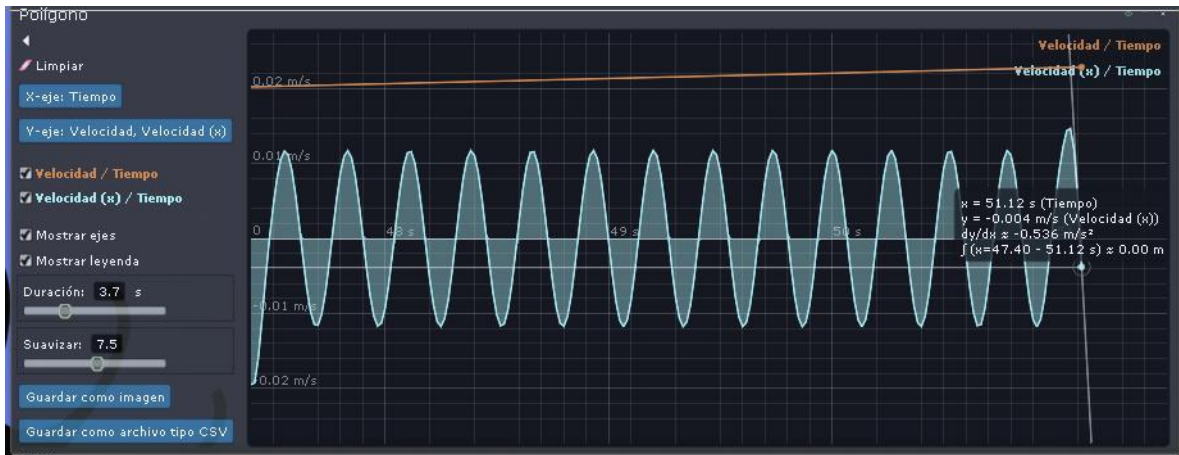 Polígono
Limpiar
X-eje: Tiempo
Y-eje: Velocidad, Velocidad (x)
Velocidad / Tiempo
Velocidad (x) / Tiempo
Mostrar ejes
Mostrar leyenda
Duración: 3.7 s
Suavizar: 7.5
Guardar como imagen
Guardar como archivo tipo CSV
Velocidad / Tiempo
Velocidad (x) / Tiempo
0.02 m/s
0.01 m/s
0
48 s
49 s
50 s
-0.01 m/s
-0.02 m/s
x = 51.12 s (Tiempo)
y = -0.004 m/s (Velocidad (x))
dy/dx ≈ -0.536 m/s²
∫(x=47.40 - 51.12 s) ≈ 0.00 m